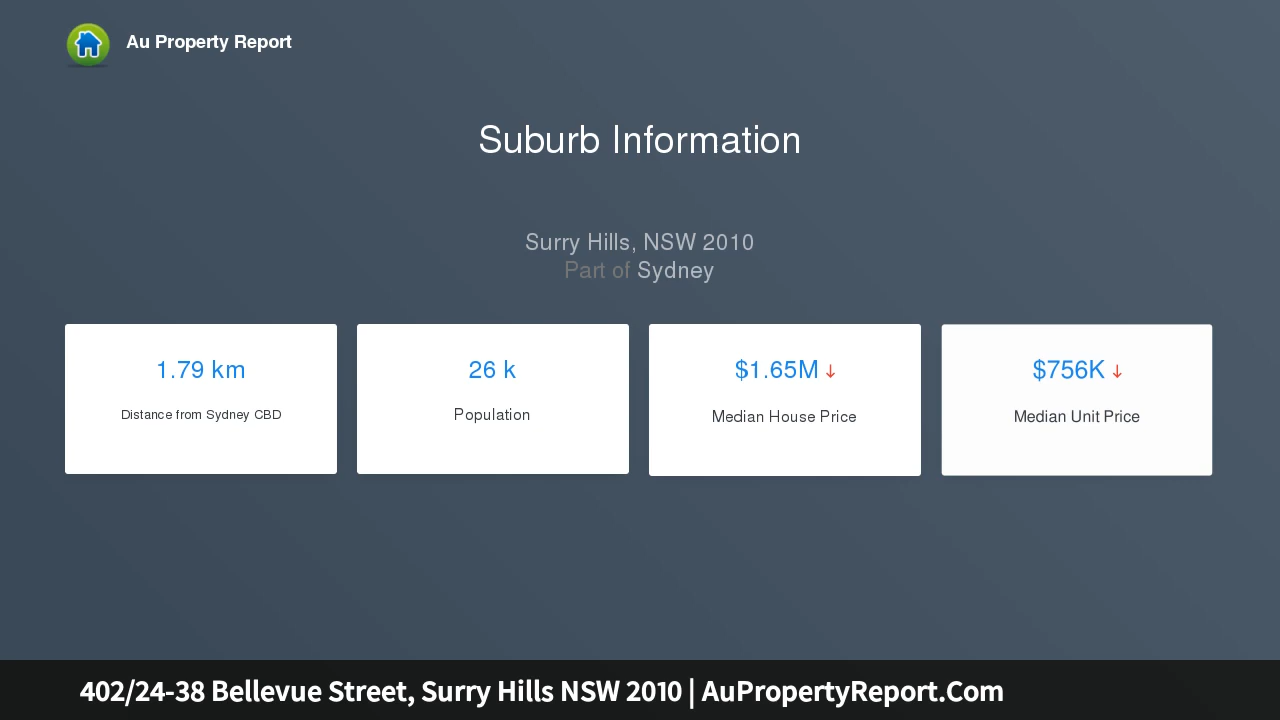 Au Property Report
Suburb Information
Surry Hills, NSW 2010
Part of Sydney
1.79 km
Distance from Sydney CBD
26 k
Population
$1.65M ↓
Median House Price
$756K ↓
Median Unit Price
402/24-38 Bellevue Street, Surry Hills NSW 2010 | AuPropertyReport.Com